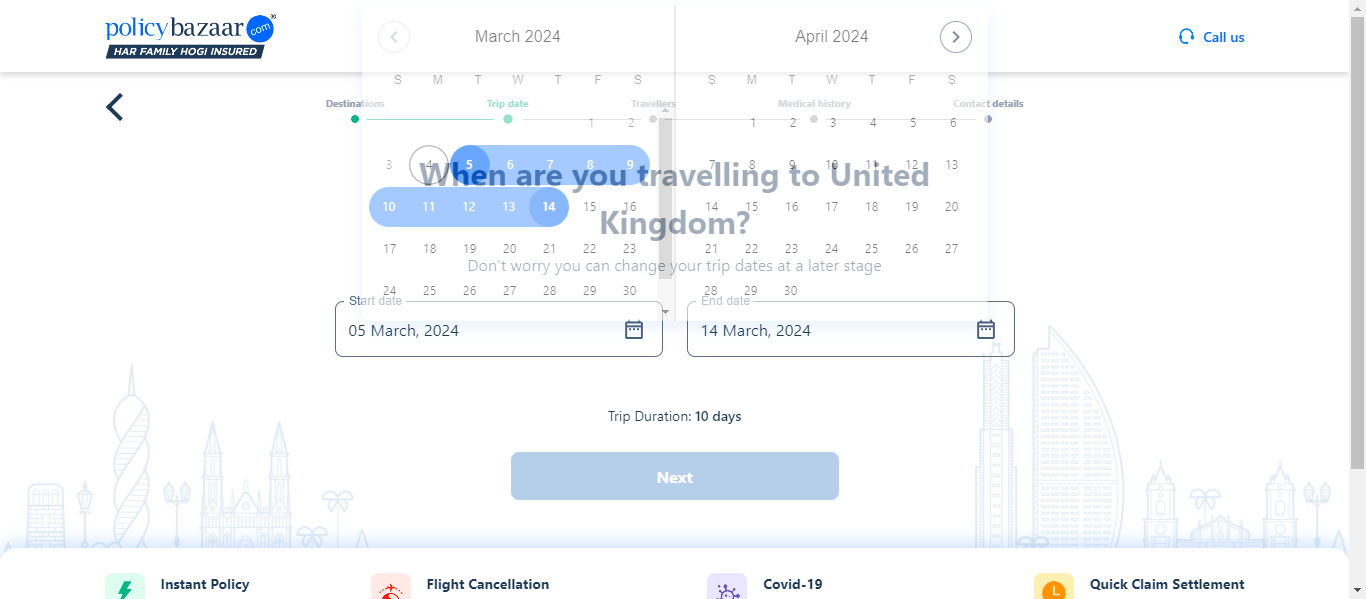 policybazaar.com®
HAR FAMILY HOGI INSURED
Call us
March 2024
April 2024
S M T W T F S
S M T W T F S
Destinations
Trip date
Travellers
Medical history
Contact details
1 2
1 2 3 4 5 6
3 4 5 6 7 8 9
7 8 9 10 11 12 13
When are you travelling to United
10 11 12 13 14 15 16
14 15 16 17 18 19 20
Kingdom?
17 18 19 20 21 22 23
21 22 23 24 25 26 27
Don't worry you can change your trip dates at a later stage
24 25 26 27 28 29 30
28 29 30
Start date
05 March, 2024
End date
14 March, 2024
Trip Duration: 10 days
Next
Instant Policy
Flight Cancellation
Covid-19
Quick Claim Settlement